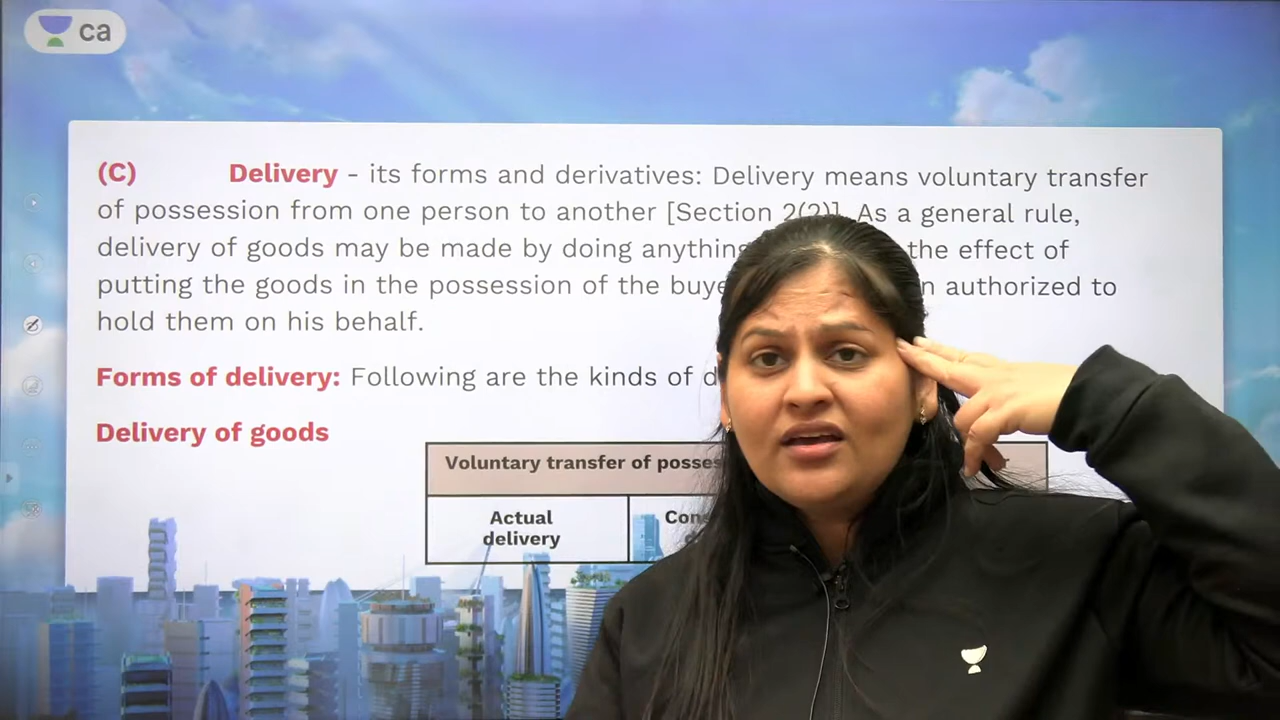 ca
(C) Delivery - its forms and derivatives: Delivery means voluntary transfer
of possession from one person to another [Section 2(2)]. As a general rule,
delivery of goods may be made by doing anything the effect of
putting the goods in the possession of the authorized to
hold them on his behalf.
Forms of delivery: Following are the kinds of
Delivery of goods
Voluntary transfer of
Actual
delivery